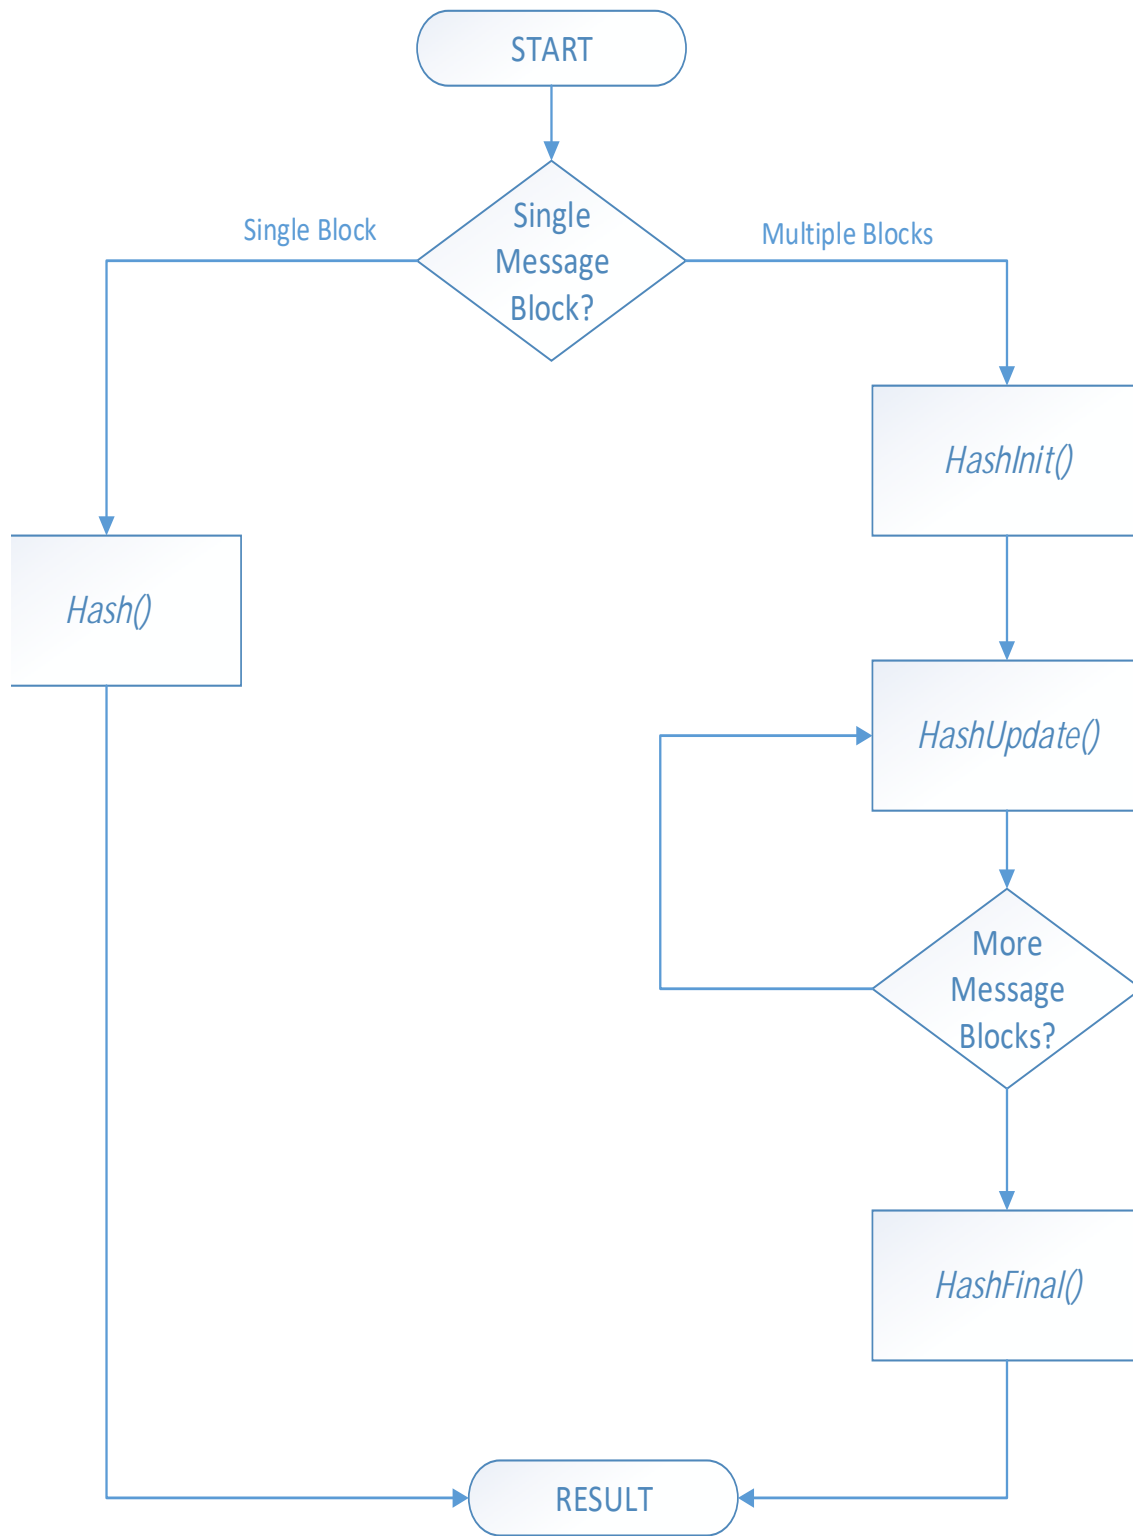 START
Single
Message
Block?
Single Block
Multiple Blocks
HashInit()
Hash()
HashUpdate()
More
Message
Blocks?
HashFinal()
RESULT